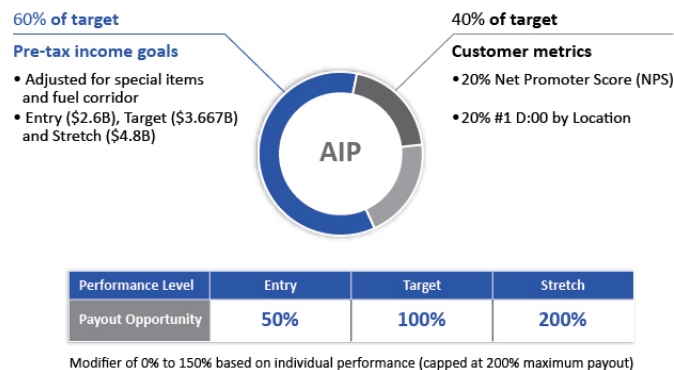 60% of target
Pre-tax income goals
• Adjusted for special items
and fuel corridor
• Entry ($2.6B), Target ($3.667B)
and Stretch ($4.8B)
40% of target
Customer metrics
• 20% Net Promoter Score (NPS)
• 20% #1 D:00 by Location
AIP
Performance Level Entry Target Stretch
Payout Opportunity 50% 100% 200%
Modifier of 0% to 150% based on individual performance (capped at 200% maximum payout)